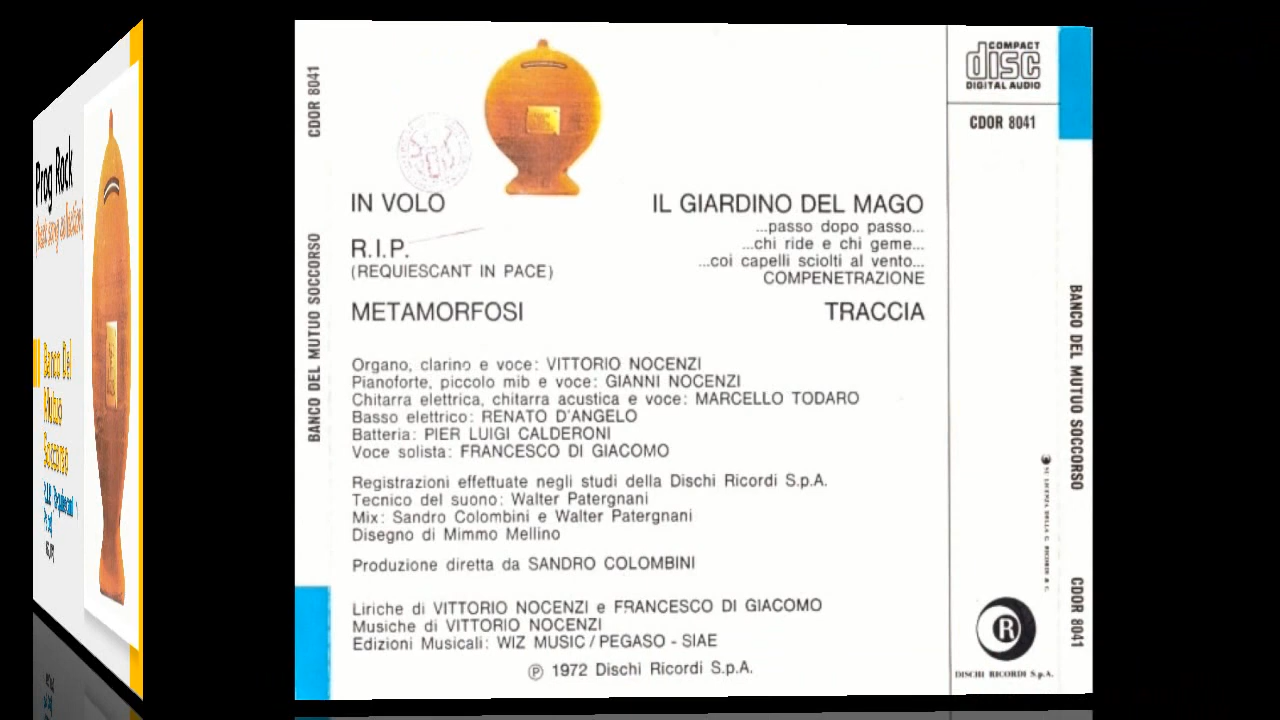 Prog Rock
Banco Del
Mutuo
Soccorso
CDOR 8041
BANCO DEL MUTUO SOCCORSO
IN VOLO
R.I.P.
(REQUIESCANT IN PACE)
METAMORFOSI
IL GIARDINO DEL MAGO
...passo dopo passo...
...chi ride e chi geme...
...coi capelli sciolti al vento...
COMPENETRAZIONE
TRACCIA
Organo, clarino e voce: VITTORIO NOCENZI
Pianoforte, piccolo mib e voce: GIANNI NOCENZI
Chitarra elettrica, chitarra acustica e voce: MARCELLO TODARO
Basso elettrico: RENATO D'ANGELO
Batteria: PIER LUIGI CALDERONI
Voce solista: FRANCESCO DI GIACOMO
Registrazioni effettuate negli studi della Dischi Ricordi S.p.A.
Tecnico del suono: Walter Patergnani
Mix: Sandro Colombini e Walter Patergnani
Disegno di Mimmo Mellino
Produzione diretta da SANDRO COLOMBINI
Liriche di VITTORIO NOCENZI e FRANCESCO DI GIACOMO
Musiche di VITTORIO NOCENZI
Edizioni Musicali: WIZ MUSIC / PEGASO - SIAE
Ⓟ 1972 Dischi Ricordi S.p.A.
COMPACT
disc
DIGITAL AUDIO
CDOR 8041
R
DISCHI RICORDI S.p.A.
BANCO DEL MUTUO SOCCORSO
CDOR 8041